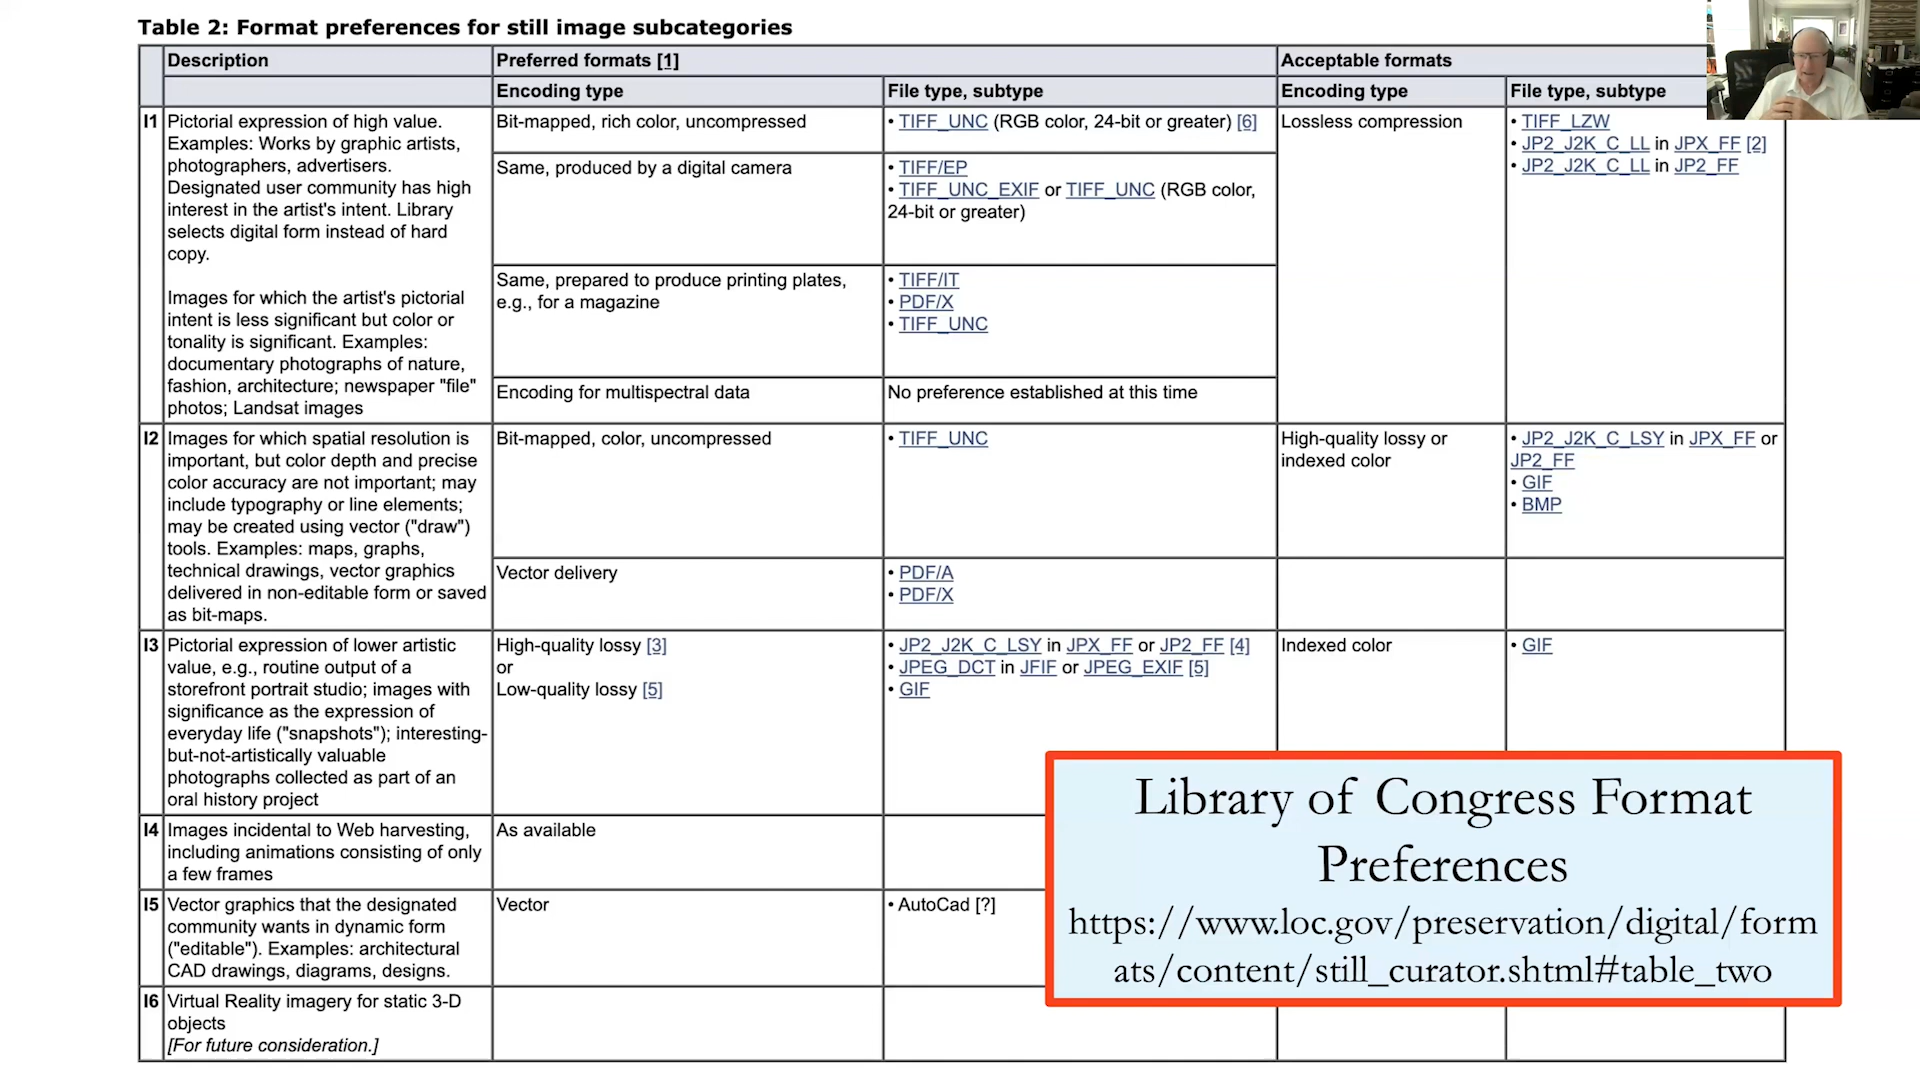 Table 2: Format preferences for still image subcategories
Description
Preferred formats [1]
Acceptable formats
Encoding type
File type, subtype
Encoding type
File type, subtype
I1
Pictorial expression of high value.
Examples: Works by graphic artists,
photographers, advertisers.
Designated user community has high
interest in the artist's intent. Library
selects digital form instead of hard
copy.
Images for which the artist's pictorial
intent is less significant but color or
tonality is significant. Examples:
documentary photographs of nature,
fashion, architecture; newspaper "file"
photos; Landsat images
Bit-mapped, rich color, uncompressed
• TIFF_UNC (RGB color, 24-bit or greater) [6]
Same, produced by a digital camera
• TIFF/EP
• TIFF_UNC_EXIF or TIFF_UNC (RGB color,
24-bit or greater)
Same, prepared to produce printing plates,
e.g., for a magazine
• TIFF/IT
• PDF/X
• TIFF_UNC
Encoding for multispectral data
No preference established at this time
Lossless compression
• TIFF_LZW
• JP2_J2K_C_LL in JPX_FF [2]
• JP2_J2K_C_LL in JP2_FF
I2
Images for which spatial resolution is
important, but color depth and precise
color accuracy are not important; may
include typography or line elements;
may be created using vector ("draw")
tools. Examples: maps, graphs,
technical drawings, vector graphics
delivered in non-editable form or saved
as bit-maps.
Bit-mapped, color, uncompressed
• TIFF_UNC
High-quality lossy or
indexed color
• JP2_J2K_C_LSY in JPX_FF or
JP2_FF
• GIF
• BMP
Vector delivery
• PDF/A
• PDF/X
I3
Pictorial expression of lower artistic
value, e.g., routine output of a
storefront portrait studio; images with
significance as the expression of
everyday life ("snapshots"); interesting-
but-not-artistically valuable
photographs collected as part of an
oral history project
High-quality lossy [3]
or
Low-quality lossy [5]
• JP2_J2K_C_LSY in JPX_FF or JP2_FF [4]
• JPEG_DCT in JFIF or JPEG_EXIF [5]
• GIF
Indexed color
• GIF
I4
Images incidental to Web harvesting,
including animations consisting of only
a few frames
As available
I5
Vector graphics that the designated
community wants in dynamic form
("editable"). Examples: architectural
CAD drawings, diagrams, designs.
Vector
• AutoCad [?]
I6
Virtual Reality imagery for static 3-D
objects
[For future consideration.]
Library of Congress Format
Preferences
https://www.loc.gov/preservation/digital/form
ats/content/still_curator.shtml#table_two